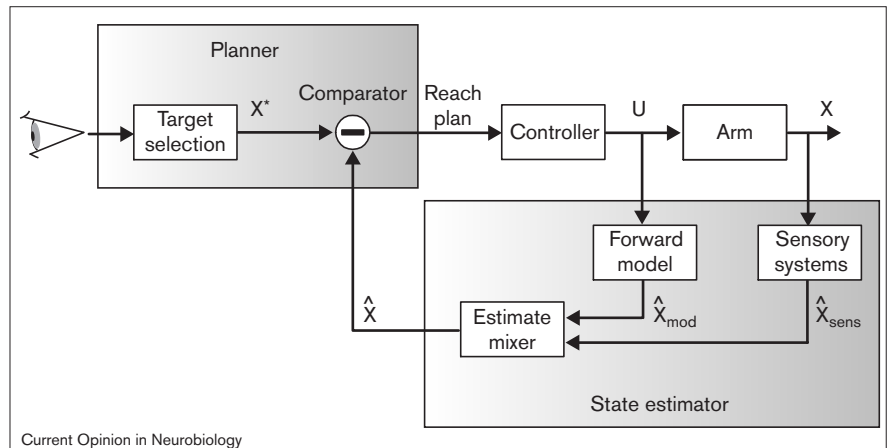 Planner
Target
selection
X*
Comparator
Reach
plan
Controller
U
Arm
X
Forward
model
Sensory
systems
X̂
Estimate
mixer
X̂mod
X̂sens
State estimator
Current Opinion in Neurobiology